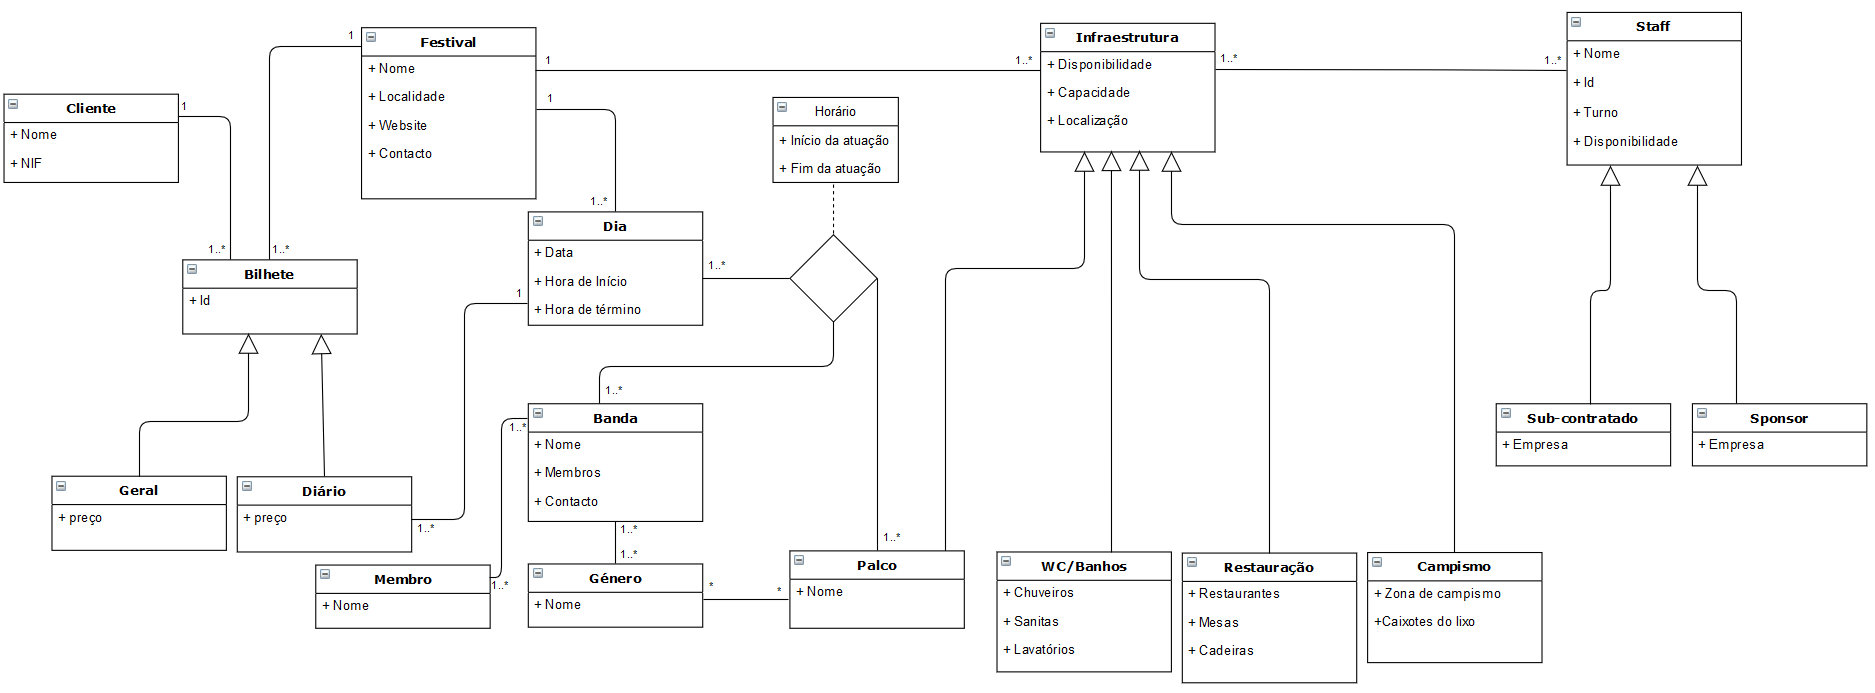 Festival
+ Nome
+ Localidade
+ Website
+ Contacto
1
1
1
Cliente
+ Nome
+ NIF
1
1..*
1..*
Bilhete
+ Id
Geral
+ preço
Diário
+ preço
1..*
1
1..*
Dia
+ Data
+ Hora de Início
+ Hora de término
1..*
Horário
+ Início da atuação
+ Fim da atuação
1..*
Banda
+ Nome
+ Membros
+ Contacto
1..*
1..*
Membro
+ Nome
1..*
1..*
Género
+ Nome
*
*
1..*
Palco
+ Nome
1..*
Infraestrutura
+ Disponibilidade
+ Capacidade
+ Localização
1..*
1..*
Staff
+ Nome
+ Id
+ Turno
+ Disponibilidade
Sub-contratado
+ Empresa
Sponsor
+ Empresa
WC/Banhos
+ Chuveiros
+ Sanitas
+ Lavatórios
Restauração
+ Restaurantes
+ Mesas
+ Cadeiras
Campismo
+ Zona de campismo
+Caixotes do lixo